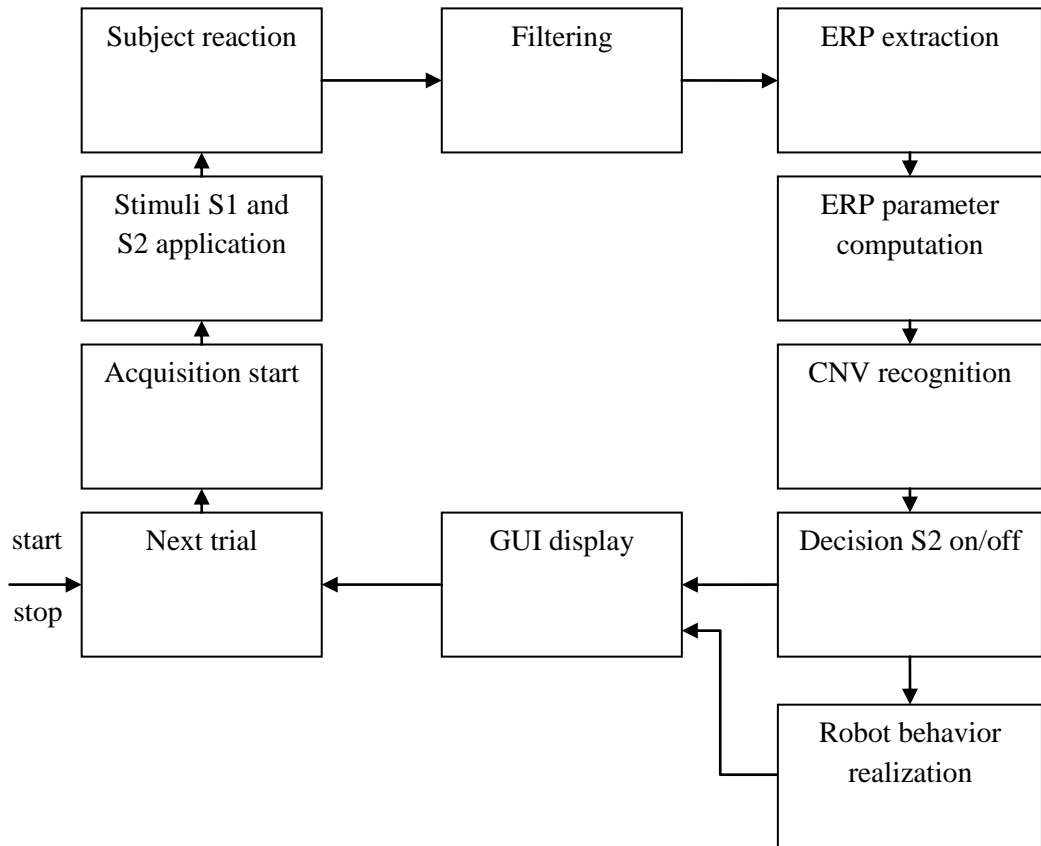 Subject reaction
Filtering
ERP extraction
Stimuli S1 and
S2 application
ERP parameter
computation
Acquisition start
CNV recognition
start
stop
Next trial
GUI display
Decision S2 on/off
Robot behavior
realization